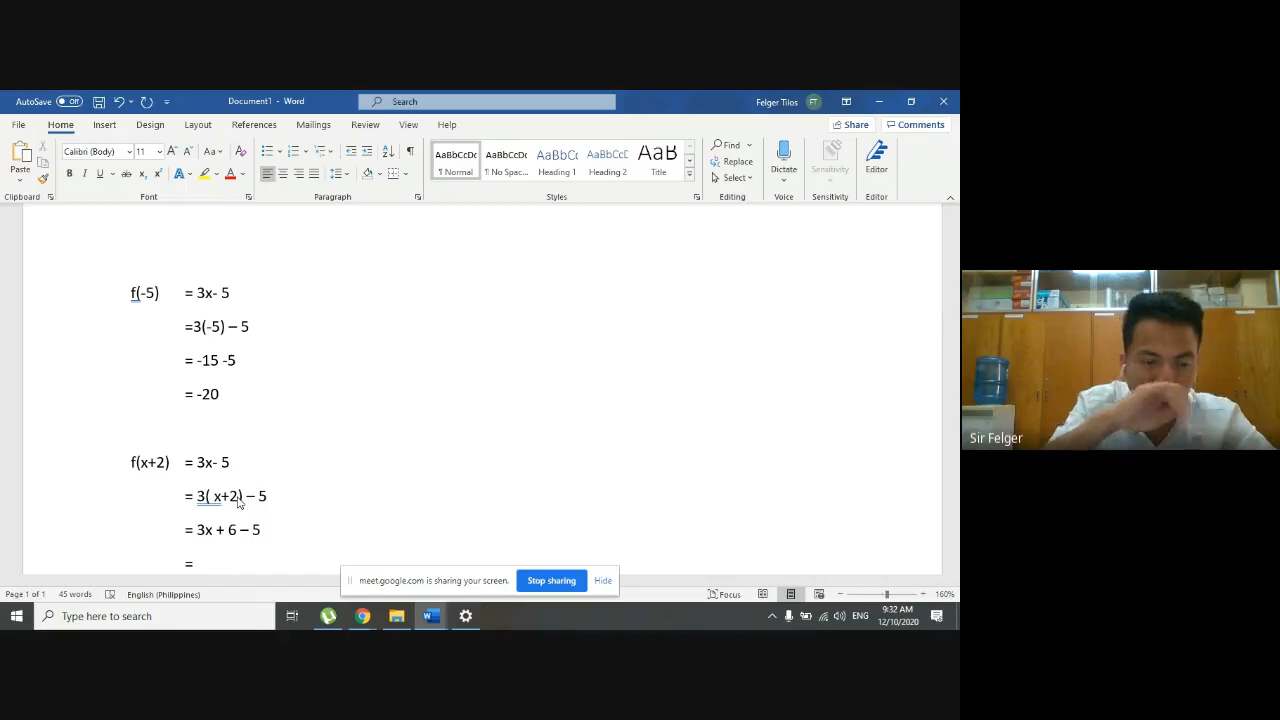 AutoSave Off
Document1 - Word
Search
Felger Tilos FT
File Home Insert Design Layout References Mailings Review View Help
Share Comments
Calibri (Body) 11
Paste
B I U ab x₂ x²
AaBbCcDc AaBbCcDc AaBbCc AaBbCcD AaB
¶ Normal ¶ No Spac... Heading 1 Heading 2 Title
Find
Replace
Select
Dictate Sensitivity Editor
Clipboard Font Paragraph Styles Editing Voice Sensitivity Editor
f(-5) = 3x- 5
=3(-5) – 5
= -15 -5
= -20
f(x+2) = 3x- 5
= 3( x+2) – 5
= 3x + 6 – 5
=
Sir Felger
meet.google.com is sharing your screen. Stop sharing Hide
Page 1 of 1 45 words English (Philippines) Focus 160%
Type here to search
ENG
9:32 AM
12/10/2020